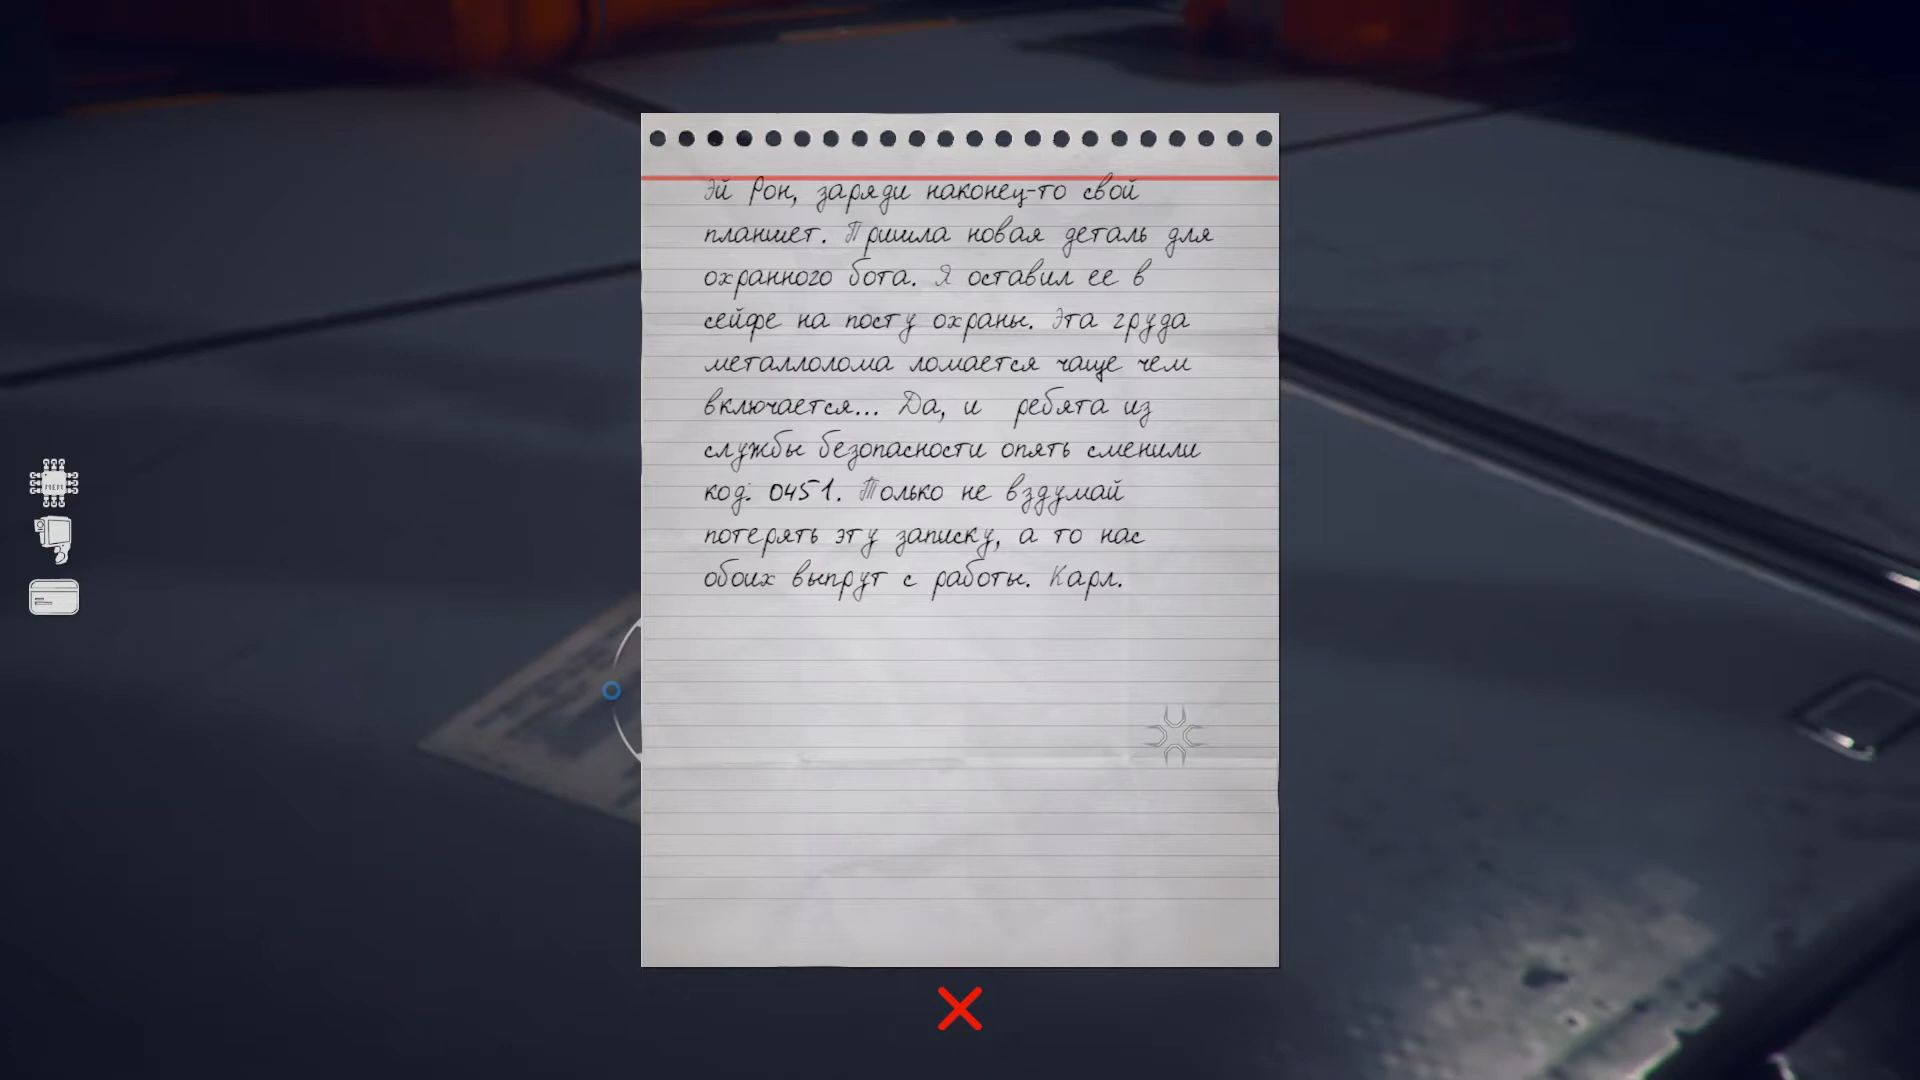 Эй Рон, заряди наконец-то свой
планшет. Пришла новая деталь для
охранного бота. Я оставил ее в
сейфе на посту охраны. Эта груда
металлолома ломается чаще чем
включается... Да, и ребята из
службы безопасности опять сменили
код: 0451. Только не вздумай
потерять эту записку, а то нас
обоих выпрут с работы. Карл.
MEM